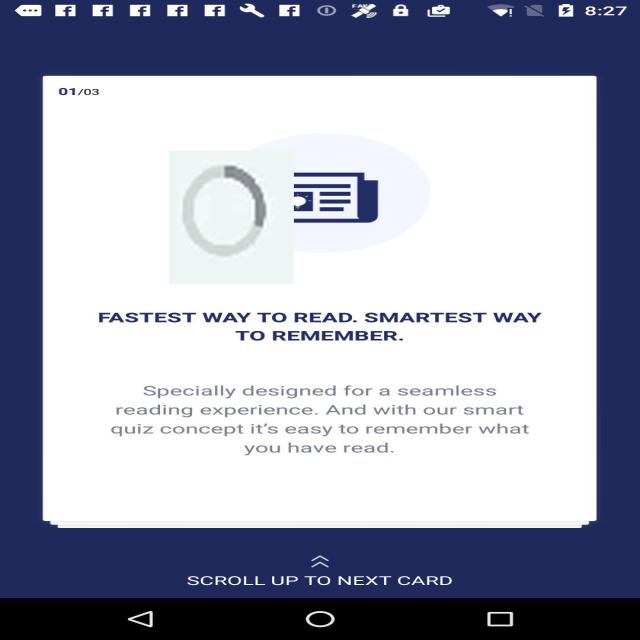 8:27
01/03
FASTEST WAY TO READ. SMARTEST WAY
TO REMEMBER.
Specially designed for a seamless
reading experience. And with our smart
quiz concept it’s easy to remember what
you have read.
SCROLL UP TO NEXT CARD